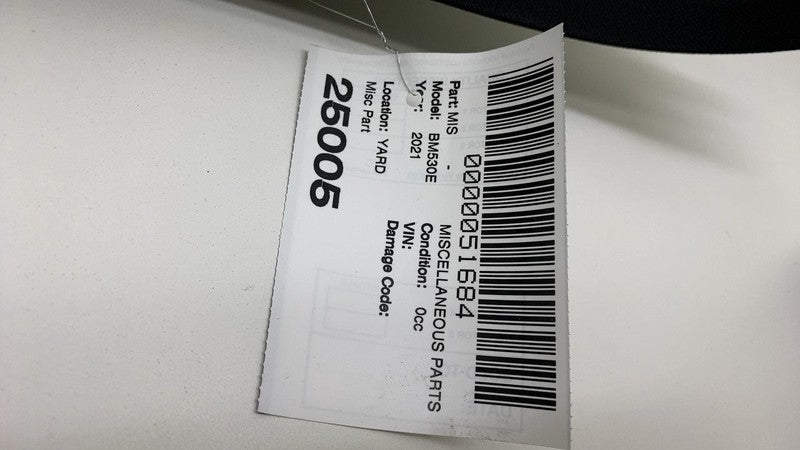 0000051684
Part: MIS - MISCELLANEOUS PARTS
Model: BM530E Condition: 0cc
Year: 2021 VIN:
Damage Code:
Location: YARD
Misc Part
25005